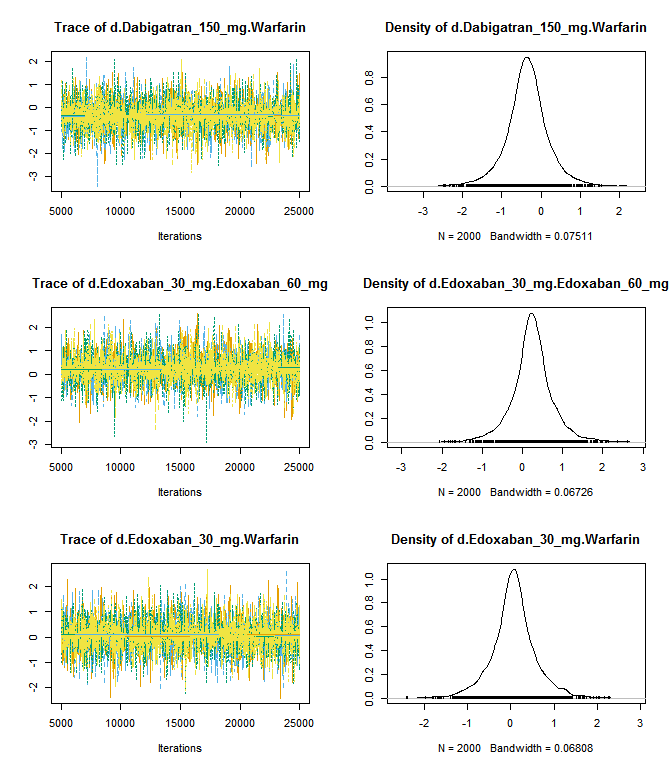 Trace of d.Dabigatran_150_mg.Warfarin
2
1
0
-1
-2
-3
5000 10000 15000 20000 25000
Iterations
Density of d.Dabigatran_150_mg.Warfarin
0.8
0.6
0.4
0.2
0.0
-3 -2 -1 0 1 2
N = 2000 Bandwidth = 0.07511
Trace of d.Edoxaban_30_mg.Edoxaban_60_mg
2
1
0
-1
-2
-3
5000 10000 15000 20000 25000
Iterations
Density of d.Edoxaban_30_mg.Edoxaban_60_mg
1.0
0.8
0.6
0.4
0.2
0.0
-3 -2 -1 0 1 2 3
N = 2000 Bandwidth = 0.06726
Trace of d.Edoxaban_30_mg.Warfarin
2
1
0
-1
-2
5000 10000 15000 20000 25000
Iterations
Density of d.Edoxaban_30_mg.Warfarin
1.0
0.8
0.6
0.4
0.2
0.0
-2 -1 0 1 2 3
N = 2000 Bandwidth = 0.06808